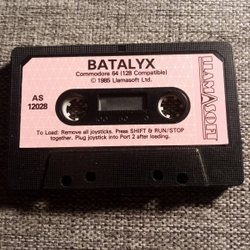 BATALYX
Commodore 64 (128 Compatible)
© 1985 Llamasoft Ltd.
AS
12028
LLAMASOFT
To Load: Remove all joysticks. Press SHIFT & RUN/STOP
together. Plug joystick into Port 2 after loading.